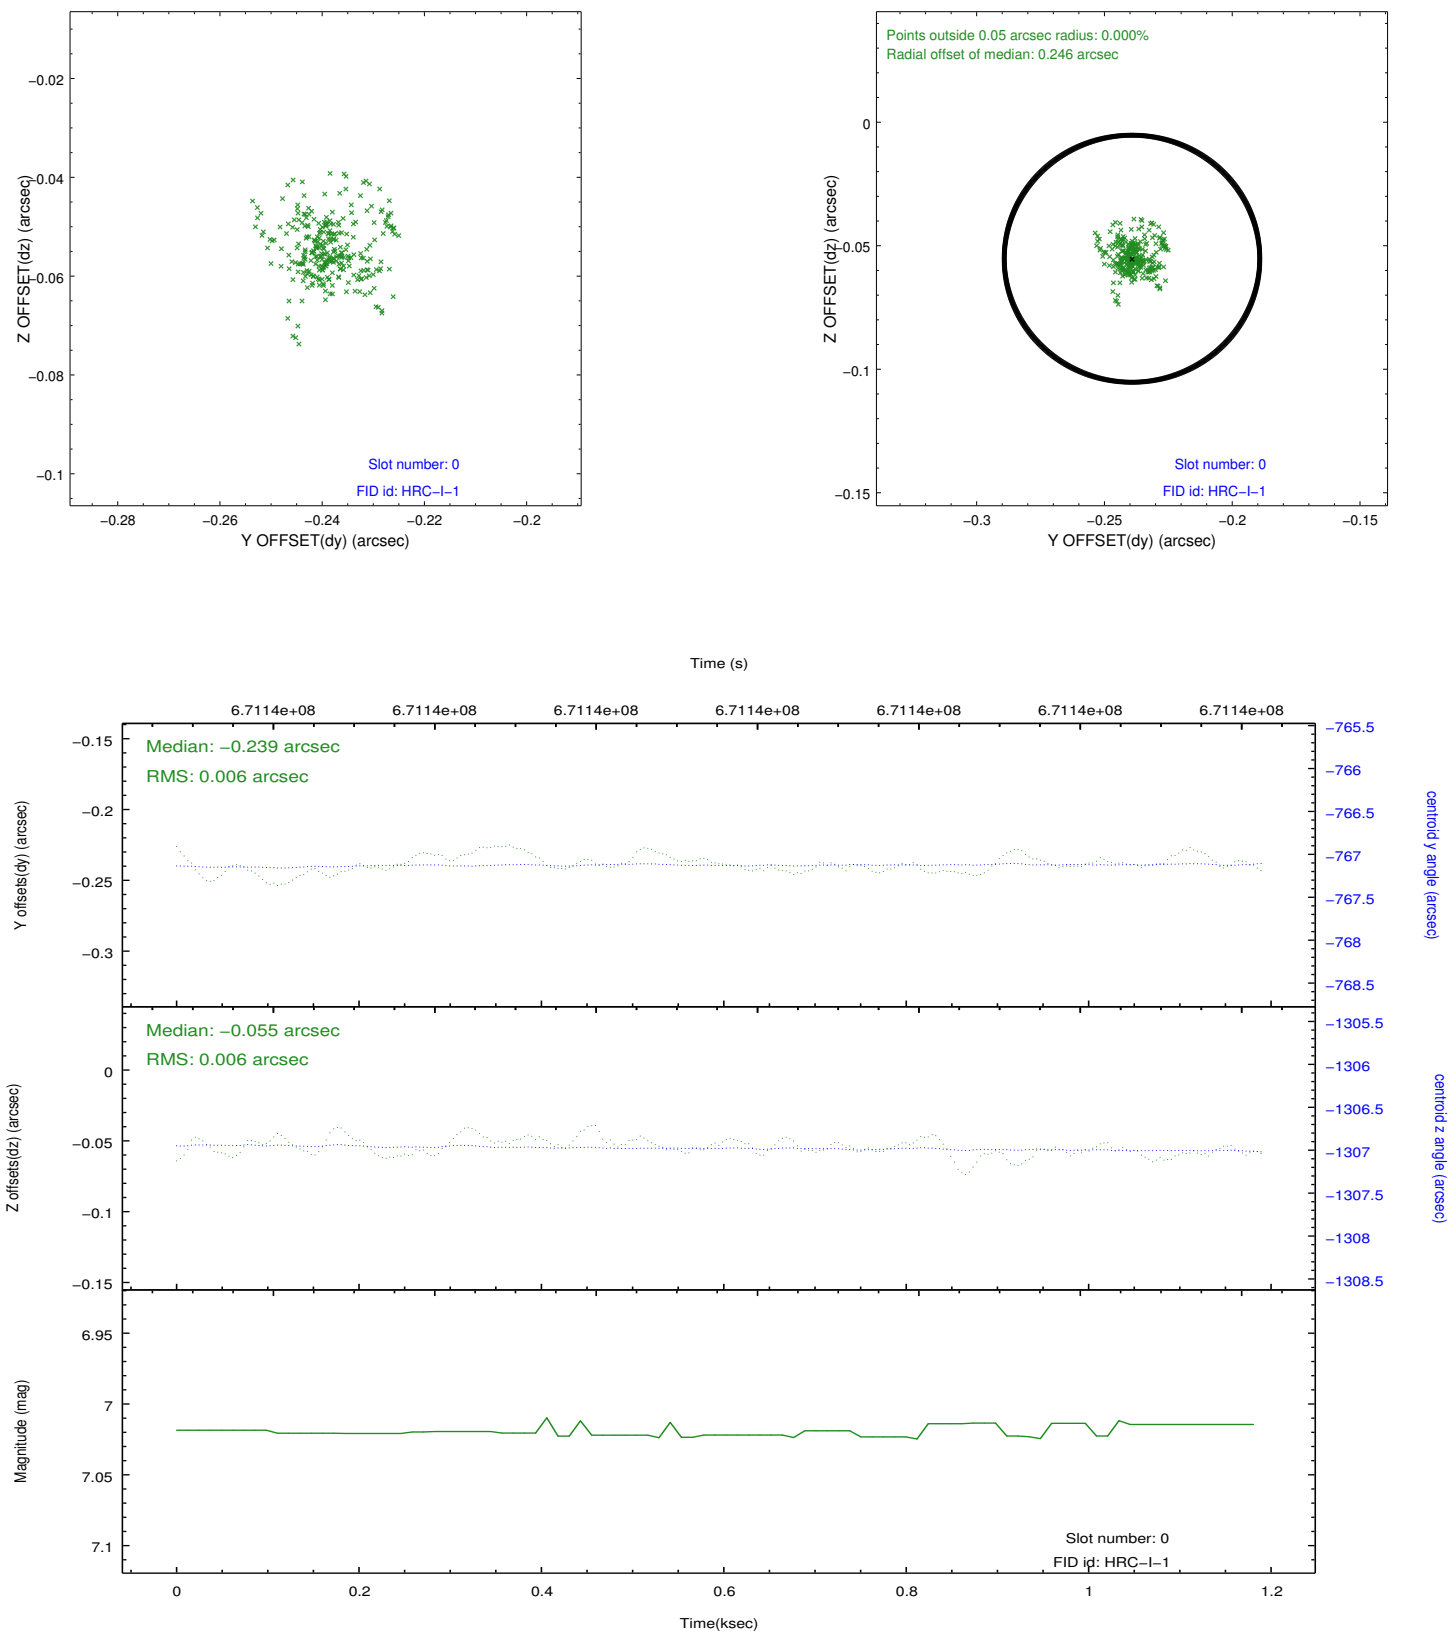 −0.02
−0.04
−0.06
−0.08
−0.1
Z OFFSET(dz) (arcsec)
Slot number: 0
FID id: HRC−I−1
−0.28
−0.26
−0.24
−0.22
−0.2
Y OFFSET(dy) (arcsec)
Points outside 0.05 arcsec radius: 0.000%
Radial offset of median: 0.246 arcsec
0
−0.05
−0.1
−0.15
Z OFFSET(dz) (arcsec)
Slot number: 0
FID id: HRC−I−1
−0.3
−0.25
−0.2
−0.15
Y OFFSET(dy) (arcsec)
Time (s)
6.7114e+08
6.7114e+08
6.7114e+08
6.7114e+08
6.7114e+08
6.7114e+08
6.7114e+08
Median: −0.239 arcsec
RMS: 0.006 arcsec
−0.15
−0.2
−0.25
−0.3
Y offsets(dy) (arcsec)
−765.5
−766
−766.5
−767
−767.5
−768
−768.5
centroid y angle (arcsec)
Median: −0.055 arcsec
RMS: 0.006 arcsec
0
−0.05
−0.1
−0.15
Z offsets(dz) (arcsec)
−1305.5
−1306
−1306.5
−1307
−1307.5
−1308
−1308.5
centroid z angle (arcsec)
6.95
7
7.05
7.1
Magnitude (mag)
Slot number: 0
FID id: HRC−I−1
0
0.2
0.4
0.6
0.8
1
1.2
Time(ksec)